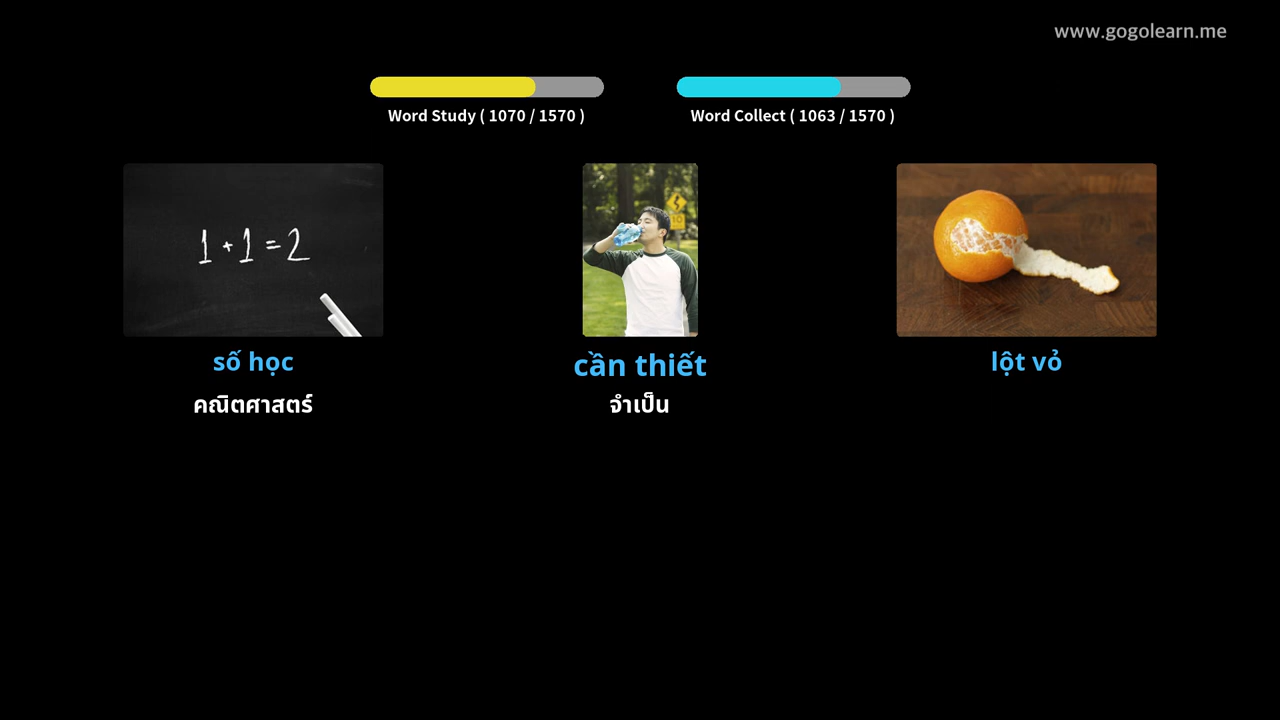 www.gogolearn.me
Word Study ( 1070 / 1570 )
Word Collect ( 1063 / 1570 )
1 + 1 = 2
10
số học
cần thiết
lột vỏ
คณิตศาสตร์
จำเป็น